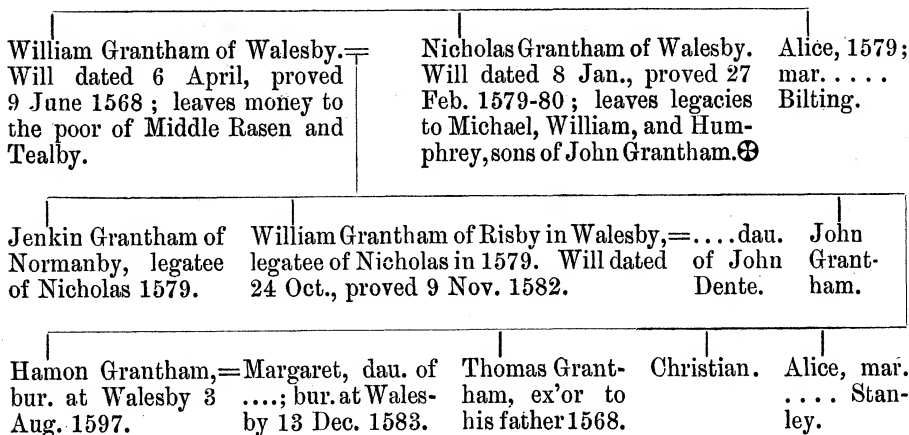 William Grantham of Walesby.=
Will dated 6 April, proved
9 June 1568 ; leaves money to
the poor of Middle Rasen and
Tealby.
Nicholas Grantham of Walesby.
Will dated 8 Jan., proved 27
Feb. 1579-80 ; leaves legacies
to Michael, William, and Hum-
phrey, sons of John Grantham.✠
Alice, 1579;
mar. . . . .
Bilting.
Jenkin Grantham of
Normanby, legatee
of Nicholas 1579.
William Grantham of Risby in Walesby,=
legatee of Nicholas in 1579. Will dated
24 Oct., proved 9 Nov. 1582.
. . . . dau.
of John
Dente.
John
Grant-
ham.
Hamon Grantham,=
bur. at Walesby 3
Aug. 1597.
Margaret, dau. of
. . . .; bur. at Wales-
by 13 Dec. 1583.
Thomas Grant-
ham, ex'or to
his father 1568.
Christian.
Alice, mar.
. . . . Stan-
ley.